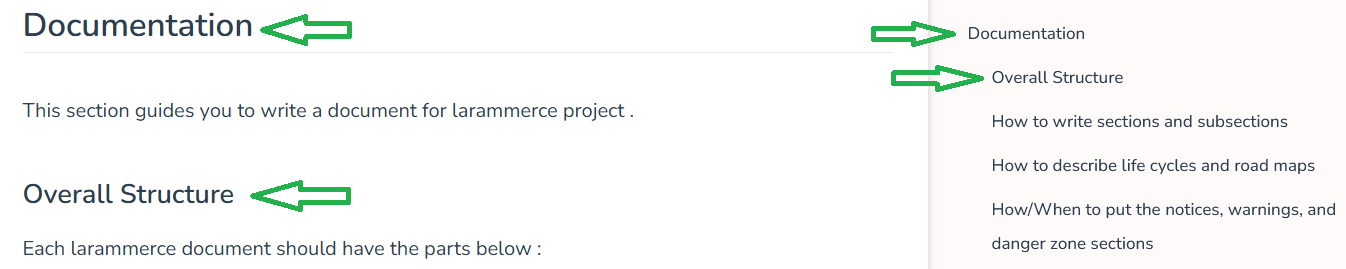 Documentation
This section guides you to write a document for larammerce project .
Overall Structure
Each larammerce document should have the parts below :
Documentation
Overall Structure
How to write sections and subsections
How to describe life cycles and road maps
How/When to put the notices, warnings, and
danger zone sections